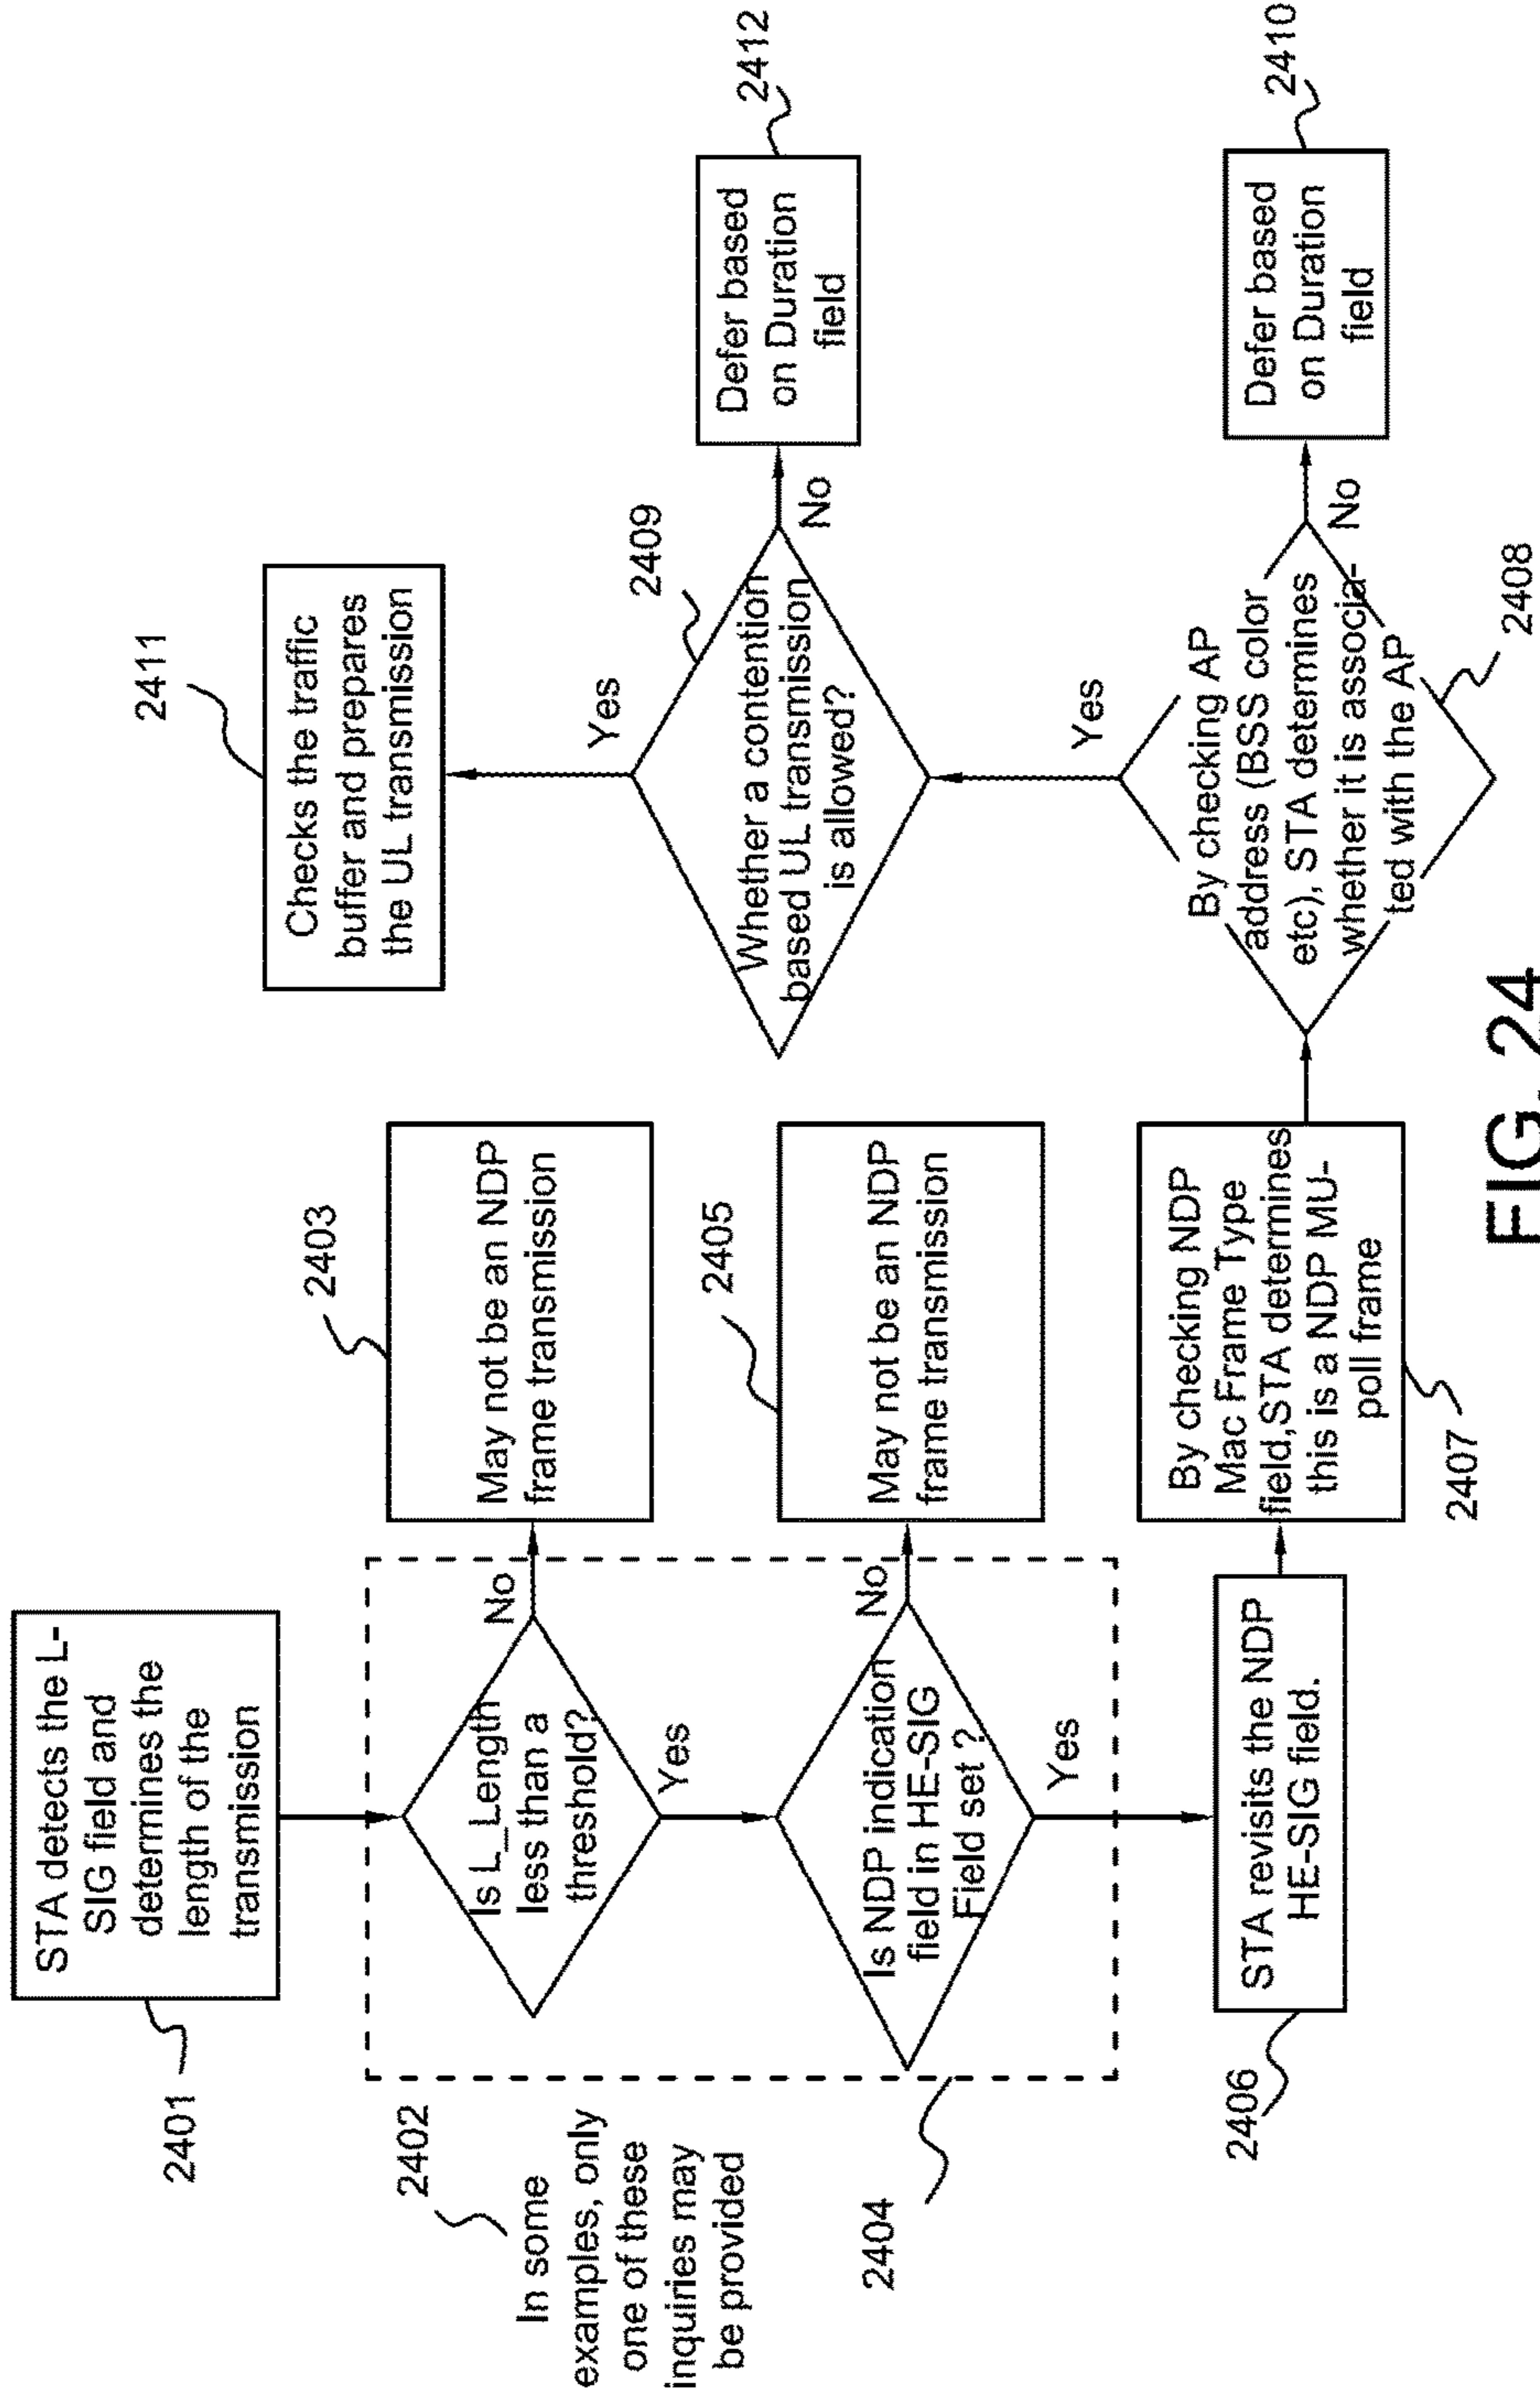 2401
STA detects the L-
SIG field and
determines the
length of the
transmission
2402
In some
examples, only
one of these
inquiries may
be provided
Is L_Length
less than a
threshold?
No
Yes
2403
May not be an NDP
frame transmission
2404
Is NDP indication
field in HE-SIG
Field set ?
No
Yes
2405
May not be an NDP
frame transmission
2406
STA revisits the NDP
HE-SIG field.
2407
By checking NDP
Mac Frame Type
field,STA determines
this is a NDP MU-
poll frame
By checking AP
address (BSS color
etc), STA determines
whether it is associa-
ted with the AP
2408
Yes
No
2410
Defer based
on Duration
field
2409
Whether a contention
based UL transmission
is allowed?
Yes
No
2411
Checks the traffic
buffer and prepares
the UL transmission
2412
Defer based
on Duration
field
FIG. 24